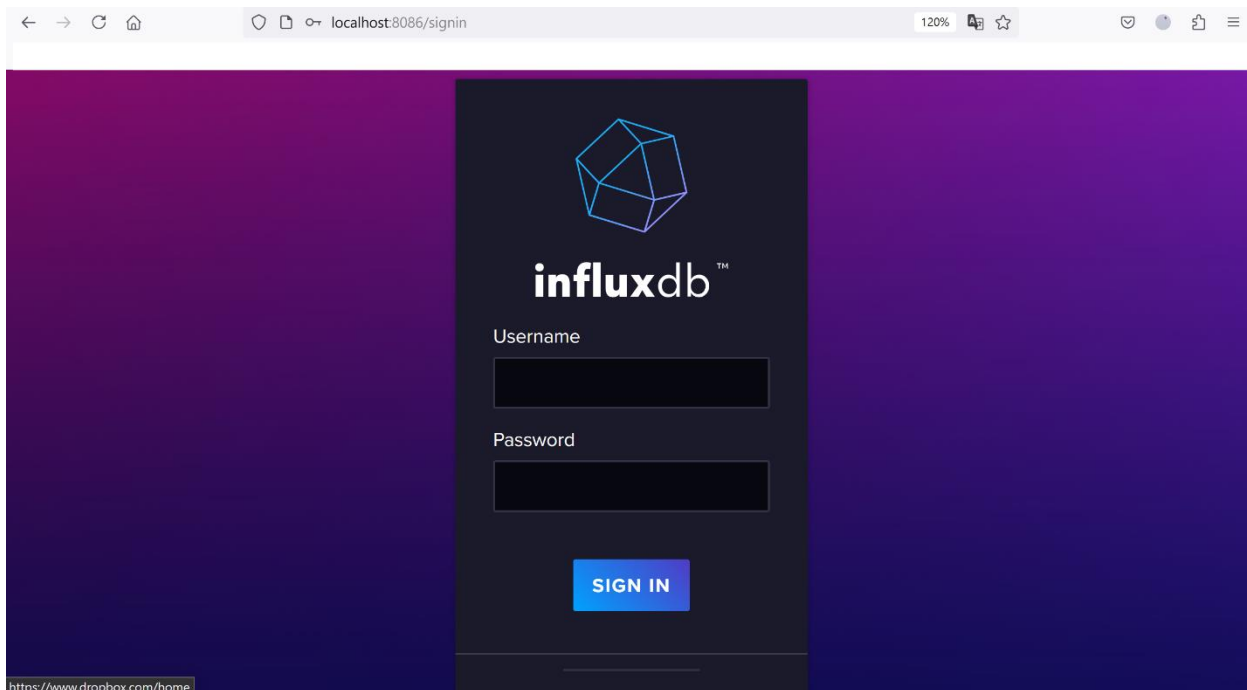 localhost:8086/signin
120%
influxdb™
Username
Password
SIGN IN
https://www.dropbox.com/home